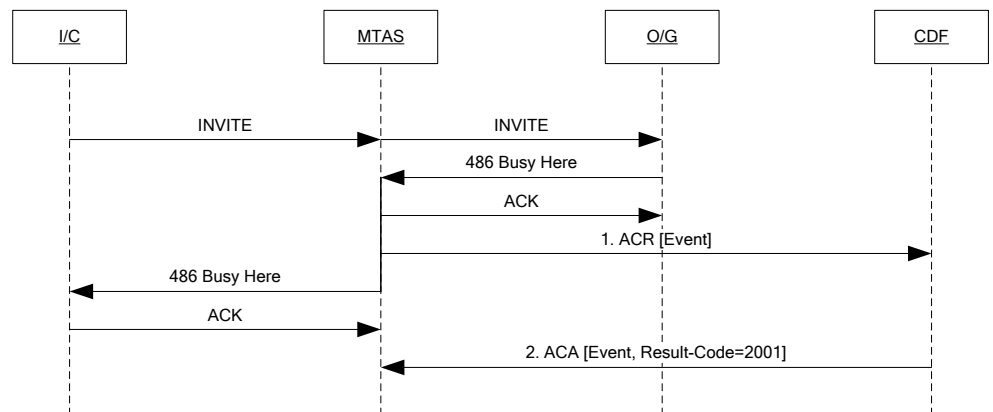 I/C
MTAS
O/G
CDF
INVITE
INVITE
486 Busy Here
ACK
1. ACR [Event]
486 Busy Here
ACK
2. ACA [Event, Result-Code=2001]